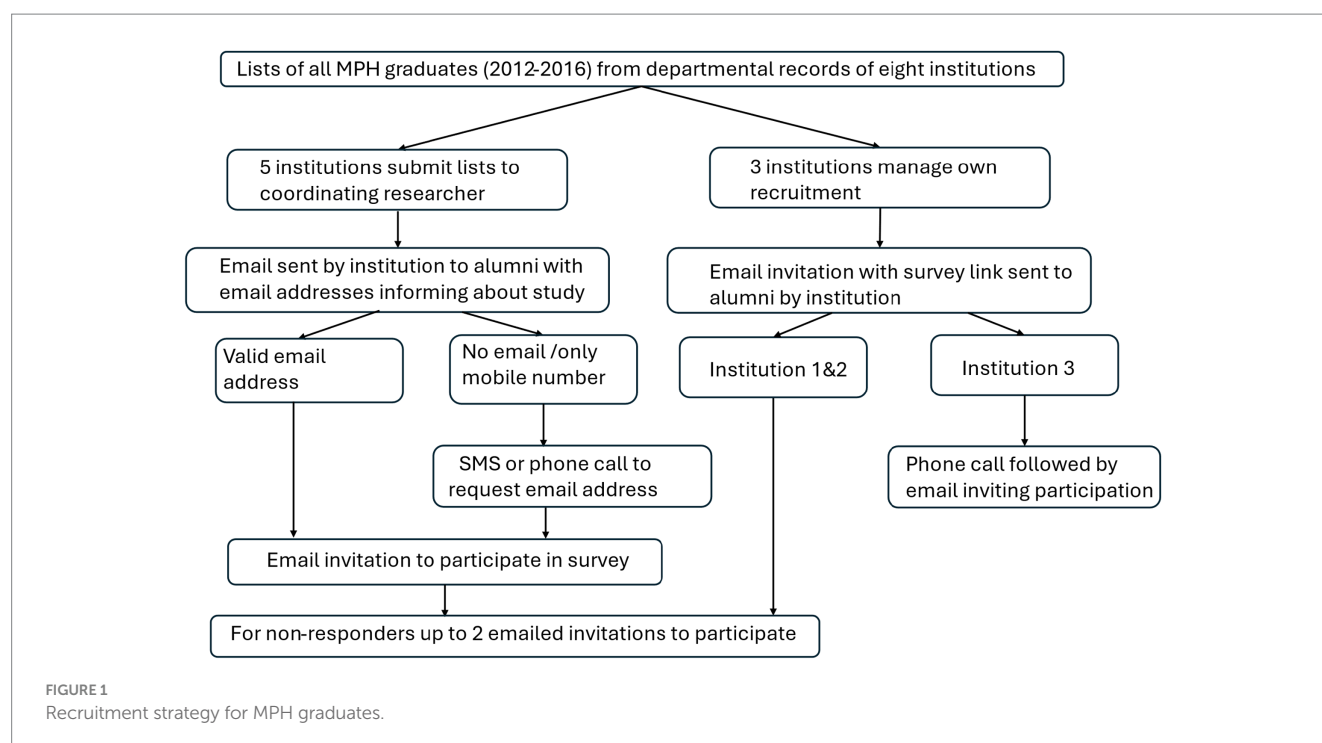 Lists of all MPH graduates (2012-2016) from departmental records of eight institutions
5 institutions submit lists to
coordinating researcher
3 institutions manage own
recruitment
Email sent by institution to alumni with
email addresses informing about study
Email invitation with survey link sent to
alumni by institution
Valid email
address
No email /only
mobile number
Institution 1&2
Institution 3
SMS or phone call to
request email address
Phone call followed by
email inviting participation
Email invitation to participate in survey
For non-responders up to 2 emailed invitations to participate
FIGURE 1
Recruitment strategy for MPH graduates.